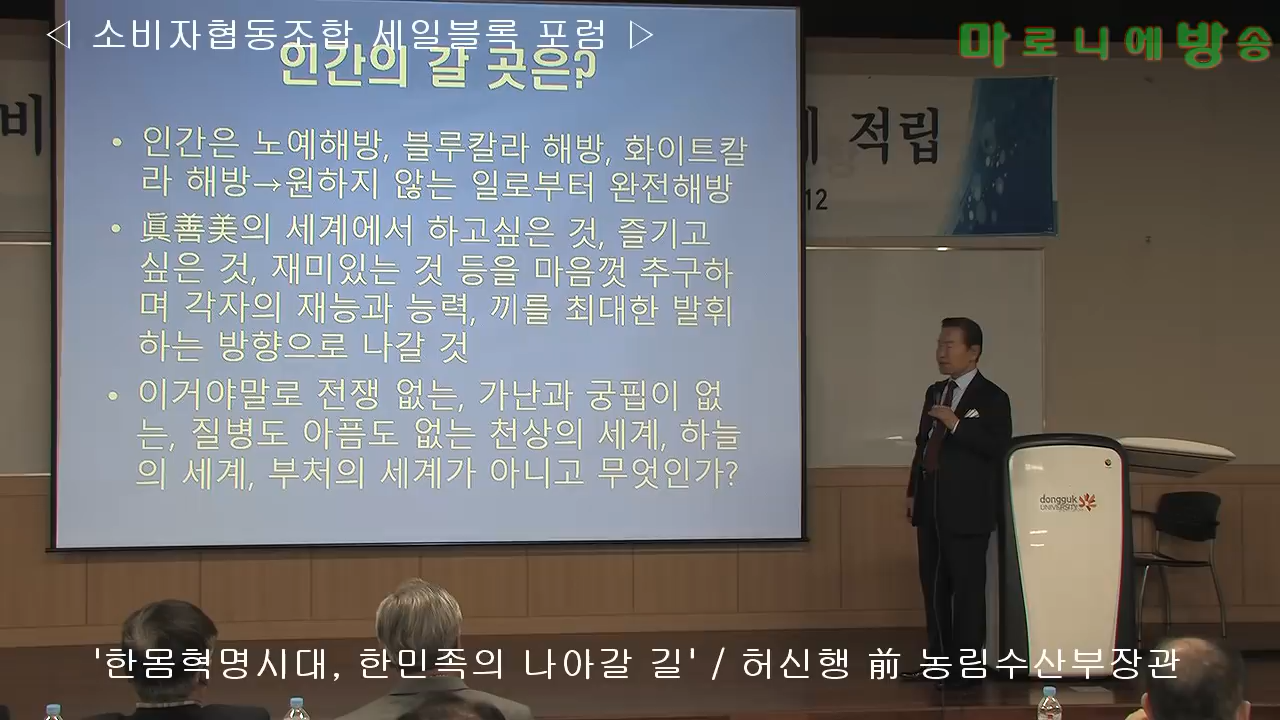 ◁ 소비자협동조합 세일블록 포럼 ▷
마로니에방송
인간의 갈 곳은?
비
적립
12
• 인간은 노예해방, 블루칼라 해방, 화이트칼
라 해방→원하지 않는 일로부터 완전해방
• 眞善美의 세계에서 하고싶은 것, 즐기고
싶은 것, 재미있는 것 등을 마음껏 추구하
며 각자의 재능과 능력, 끼를 최대한 발휘
하는 방향으로 나갈 것
• 이거야말로 전쟁 없는, 가난과 궁핍이 없
는, 질병도 아픔도 없는 천상의 세계, 하늘
의 세계, 부처의 세계가 아니고 무엇인가?
dongguk
UNIVERSITY
'한몸혁명시대, 한민족의 나아갈 길' / 허신행 前 농림수산부장관